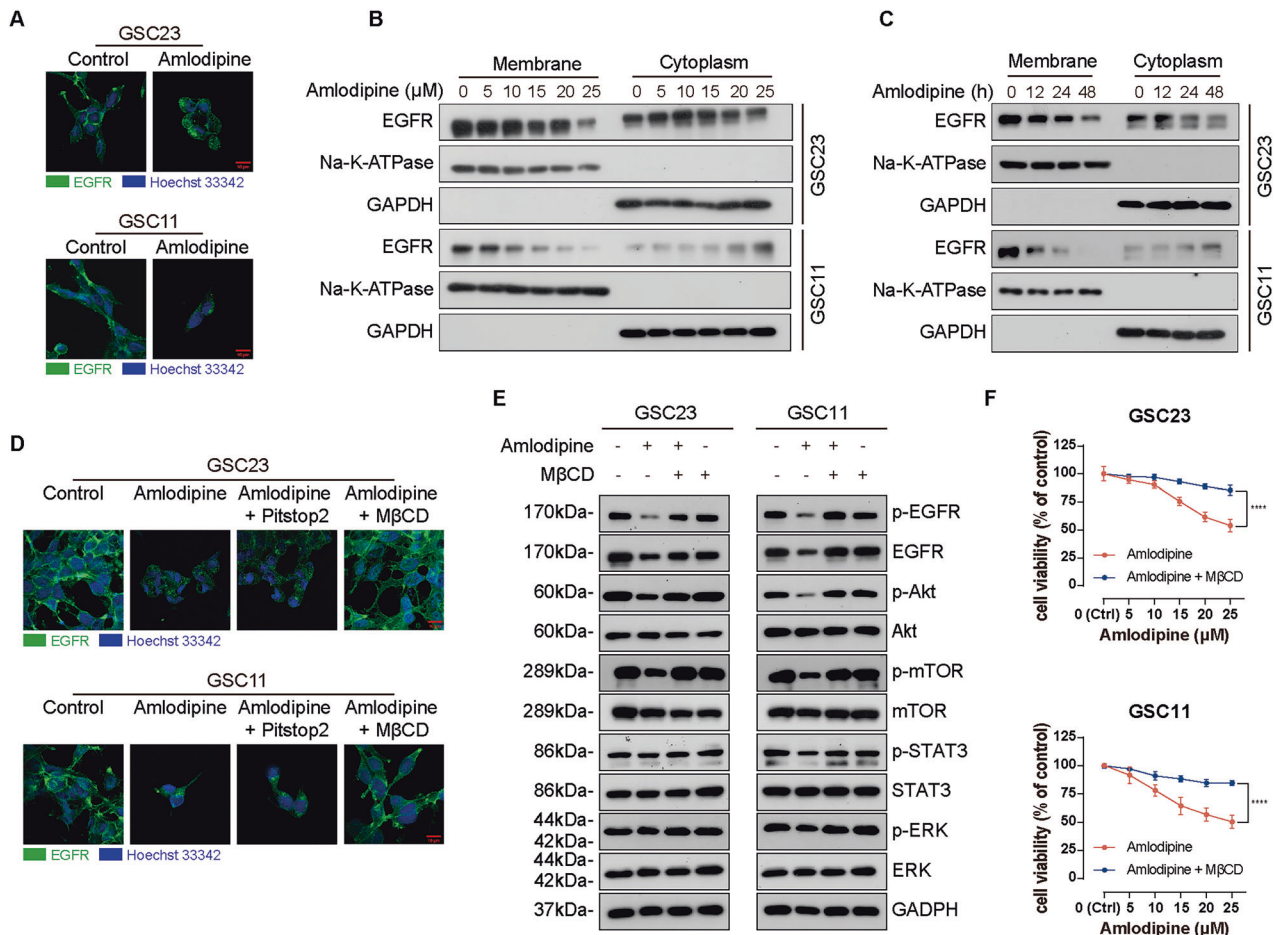 A
GSC23
Control Amlodipine
EGFR Hoechst 33342
GSC11
Control Amlodipine
EGFR Hoechst 33342
B
Membrane Cytoplasm
Amlodipine (μM) 0 5 10 15 20 25 0 5 10 15 20 25
EGFR
Na-K-ATPase
GAPDH
GSC23
EGFR
Na-K-ATPase
GAPDH
GSC11
C
Membrane Cytoplasm
Amlodipine (h) 0 12 24 48 0 12 24 48
EGFR
Na-K-ATPase
GAPDH
GSC23
EGFR
Na-K-ATPase
GAPDH
GSC11
D
GSC23
Control Amlodipine Amlodipine + Pitstop2 Amlodipine + MβCD
EGFR Hoechst 33342
GSC11
Control Amlodipine Amlodipine + Pitstop2 Amlodipine + MβCD
EGFR Hoechst 33342
E
GSC23 GSC11
Amlodipine - + + - - + + -
MβCD - - + + - - + +
170kDa- p-EGFR
170kDa- EGFR
60kDa- p-Akt
60kDa- Akt
289kDa- p-mTOR
289kDa- mTOR
86kDa- p-STAT3
86kDa- STAT3
44kDa-
42kDa- p-ERK
44kDa-
42kDa- ERK
37kDa- GADPH
F
GSC23
cell viability (% of control)
125
100
75
50
25
0
****
Amlodipine
Amlodipine + MβCD
0 (Ctrl) 5 10 15 20 25
Amlodipine (μM)
GSC11
cell viability (% of control)
125
100
75
50
25
0
****
Amlodipine
Amlodipine + MβCD
0 (Ctrl) 5 10 15 20 25
Amlodipine (μM)